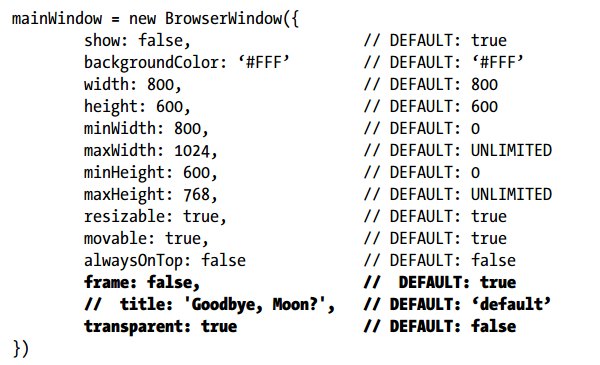 mainWindow = new BrowserWindow({
show: false, // DEFAULT: true
backgroundColor: ‘#FFF’ // DEFAULT: ‘#FFF’
width: 800, // DEFAULT: 800
height: 600, // DEFAULT: 600
minWidth: 800, // DEFAULT: 0
maxWidth: 1024, // DEFAULT: UNLIMITED
minHeight: 600, // DEFAULT: 0
maxHeight: 768, // DEFAULT: UNLIMITED
resizable: true, // DEFAULT: true
movable: true, // DEFAULT: true
alwaysOnTop: false // DEFAULT: false
frame: false, // DEFAULT: true
// title: 'Goodbye, Moon?', // DEFAULT: ‘default’
transparent: true // DEFAULT: false
})